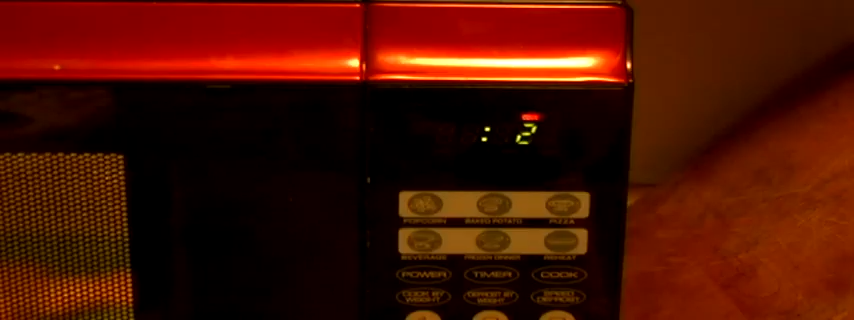 : 2
POPCORN BAKED POTATO PIZZA
BEVERAGE FROZEN DINNER REHEAT
POWER TIMER COOK
COOK BY WEIGHT DEFROST BY WEIGHT SPEED DEFROST